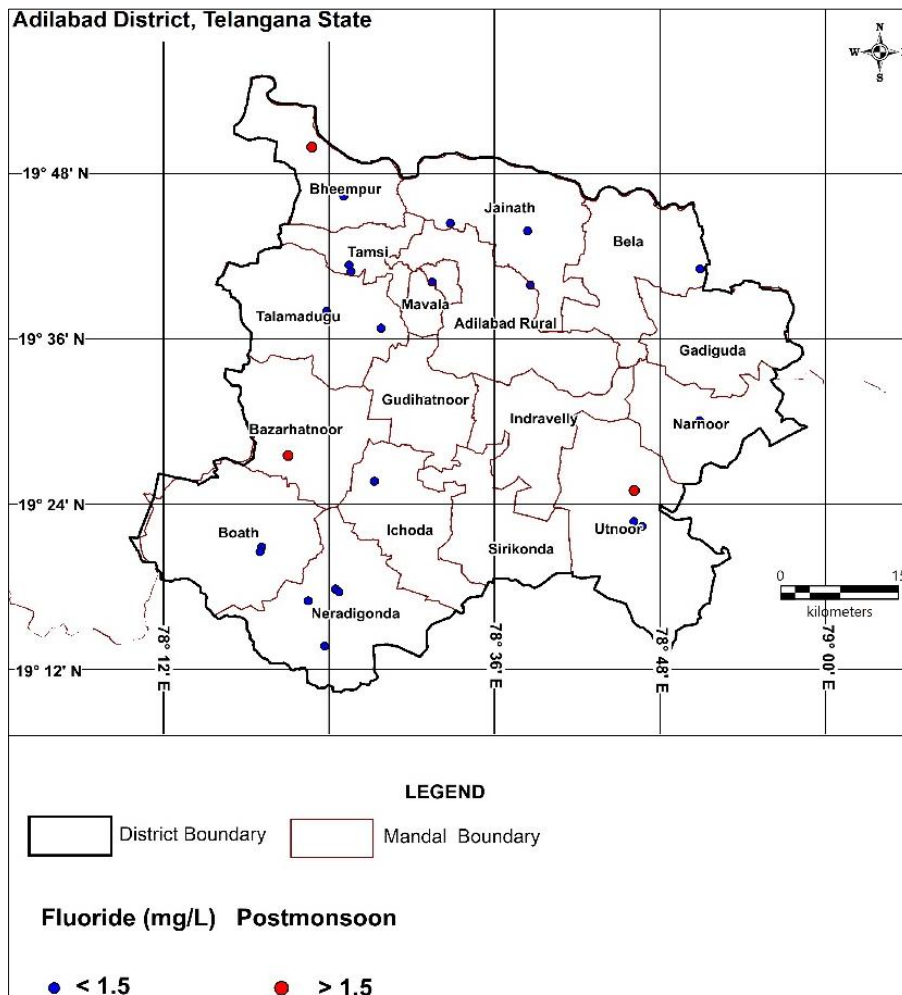 Adilabad District, Telangana State
N
W
S
19° 48' N
Bheempur
Jainath
Bela
Tamsi
Mavala
Talamadugu
Adilabad Rural
19° 36' N
Gadiguda
Gudihatnoor
Indravelly
Narnoor
Bazarhatnoor
19° 24' N
Boath
Ichoda
Utnoor
Sirikonda
0 15
kilometers
Neradigonda
19° 12' N
78° 12' E
78° 36' E
78° 48' E
79° 00' E
LEGEND
District Boundary
Mandal Boundary
Fluoride (mg/L) Postmonsoon
< 1.5
> 1.5